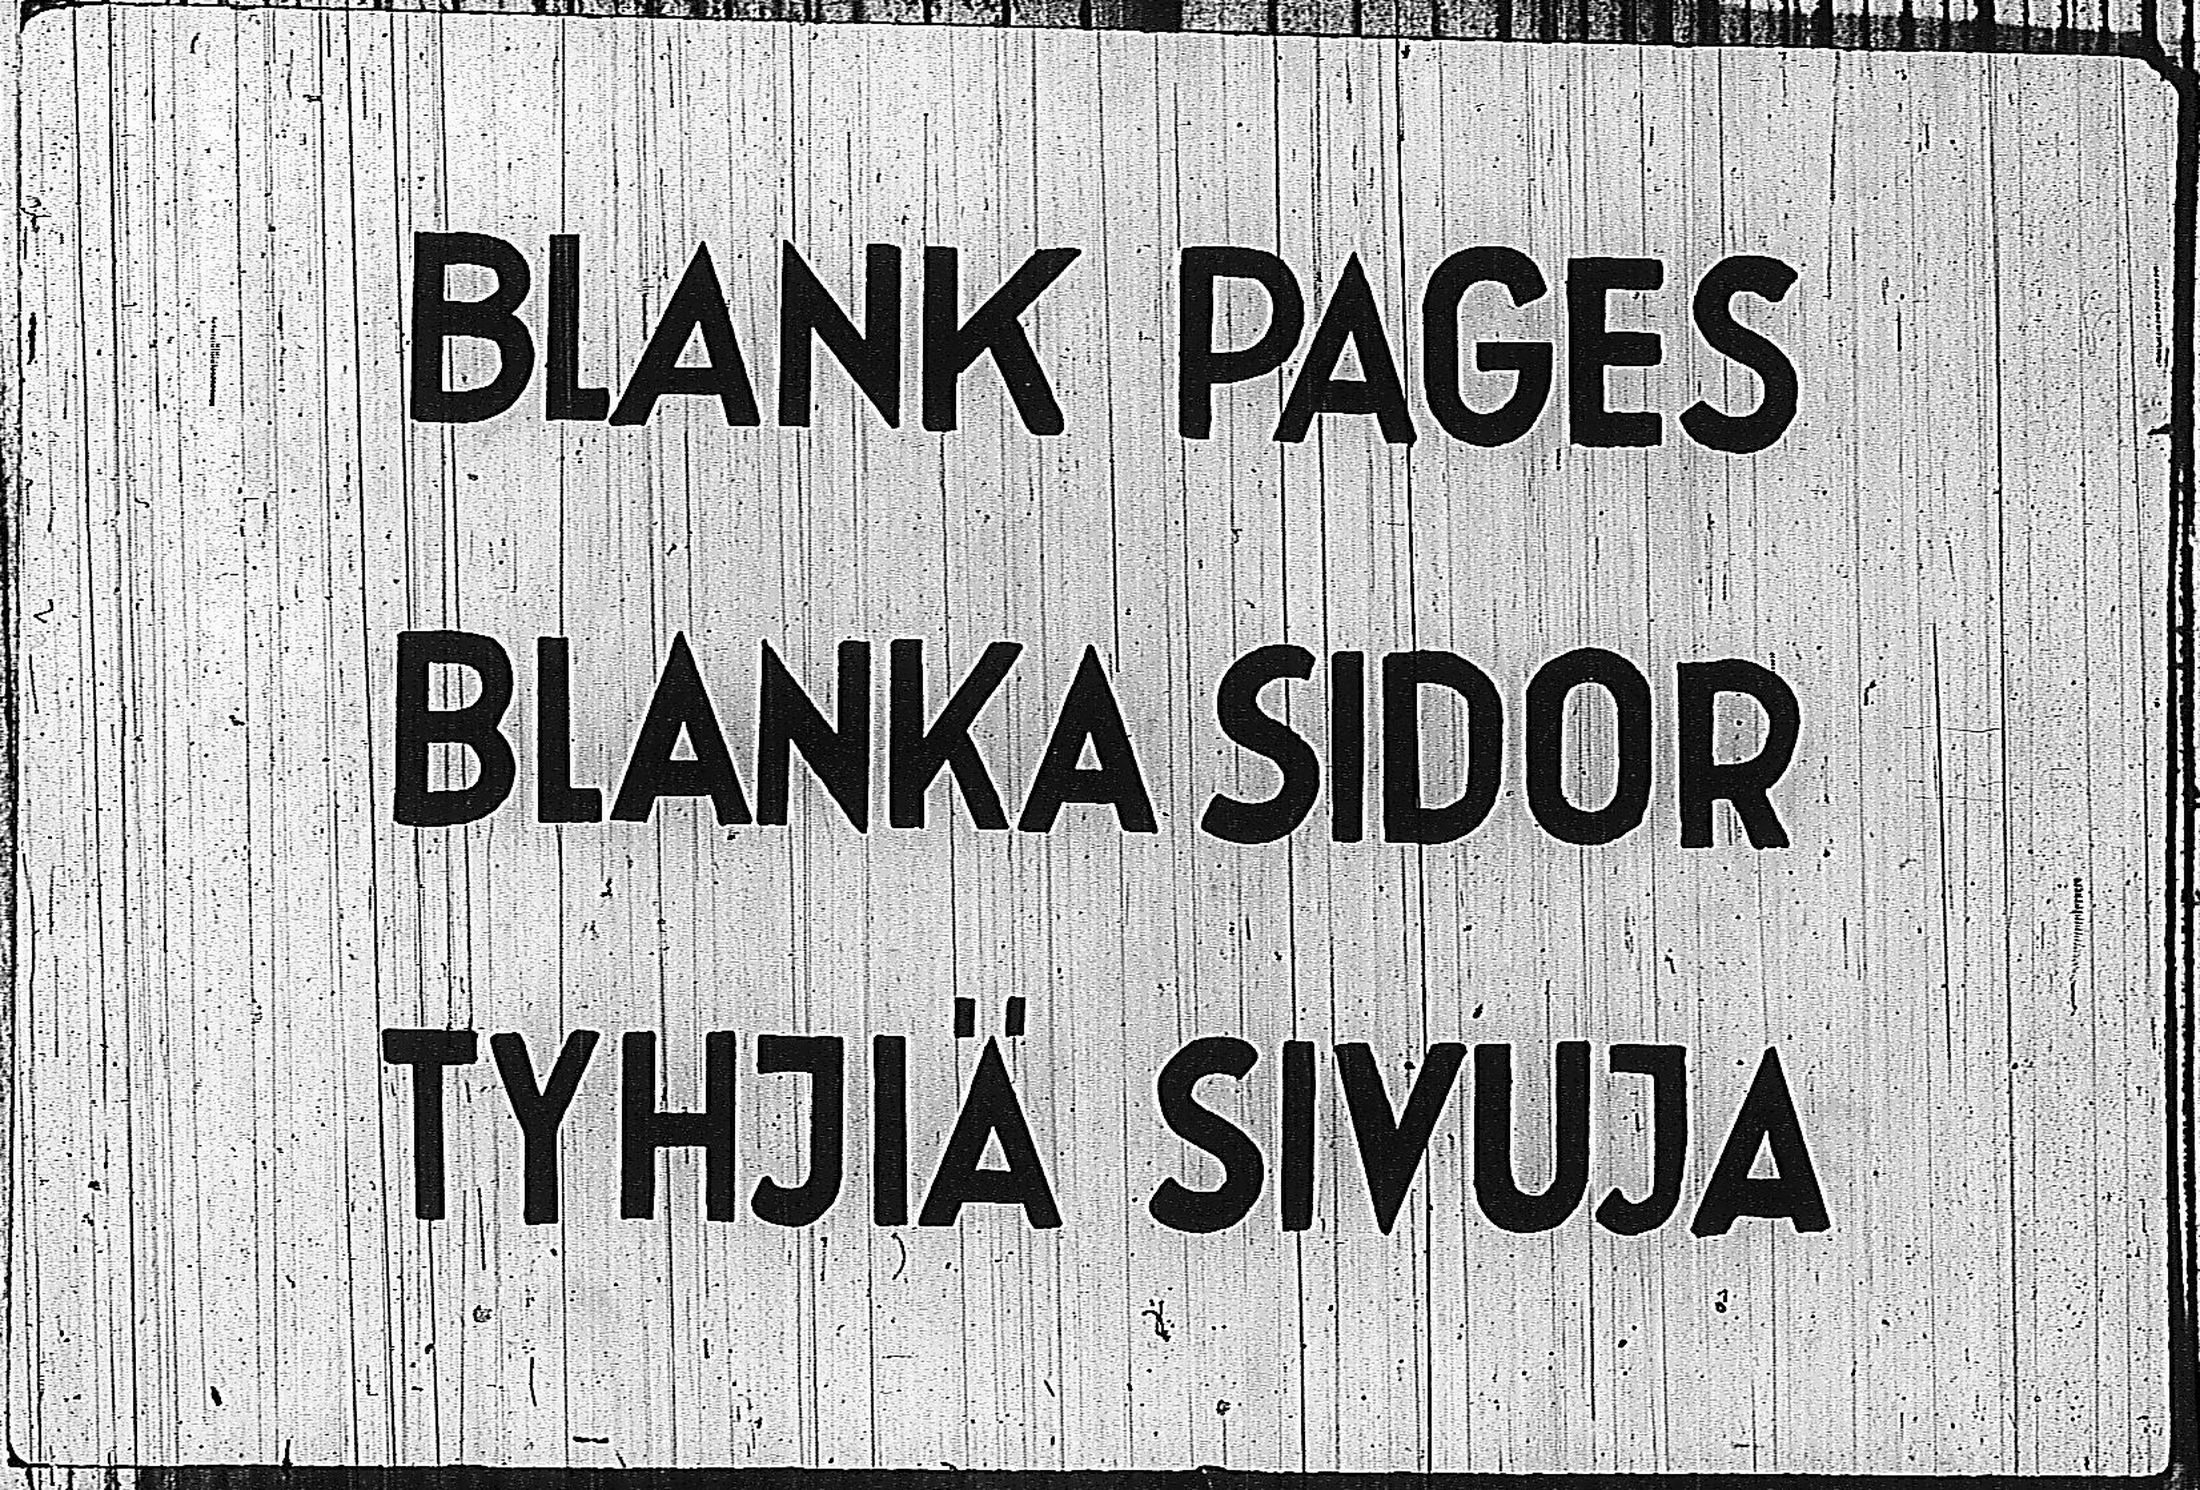 BLANK PAGES
BLANKA SIDOR
TYHJIÄ SIVUJA